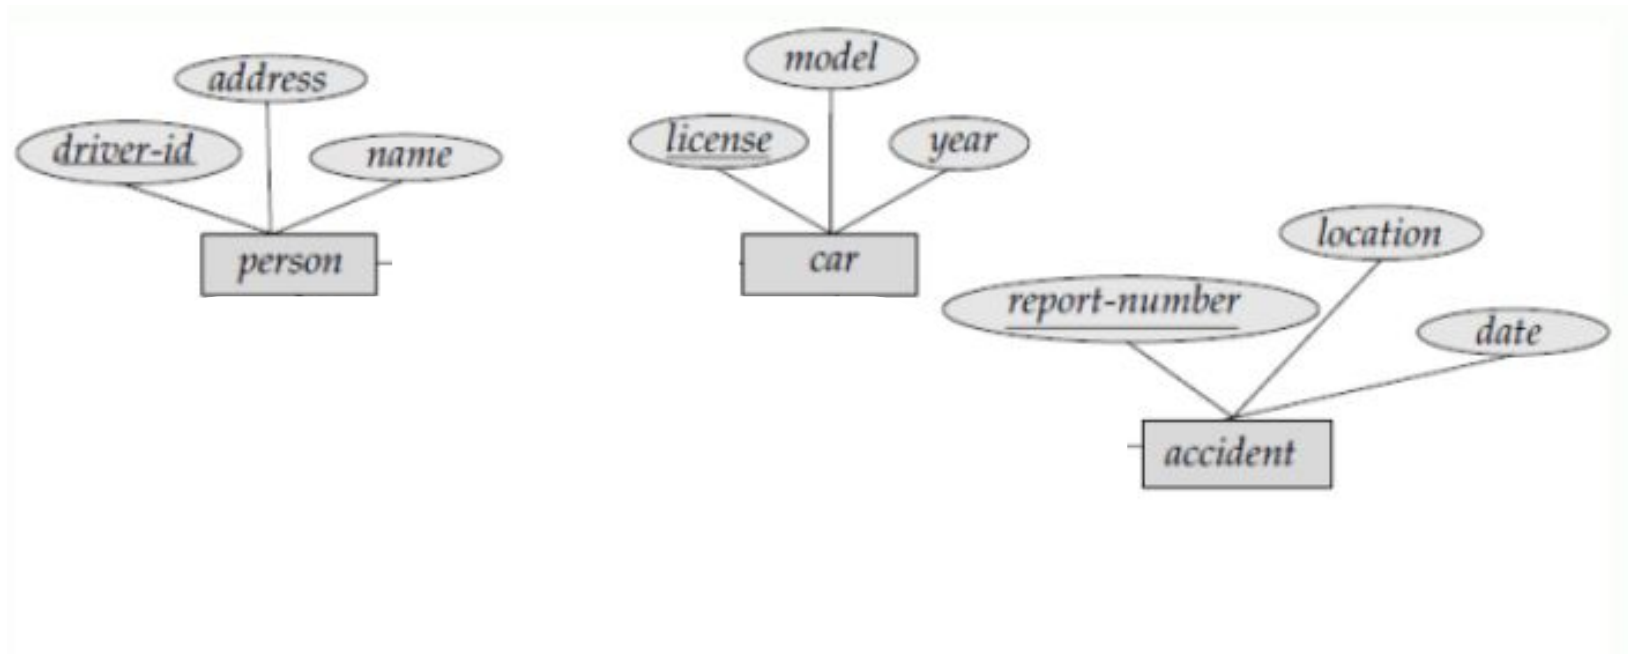 address
driver-id
name
person
model
license
year
car
location
report-number
date
accident